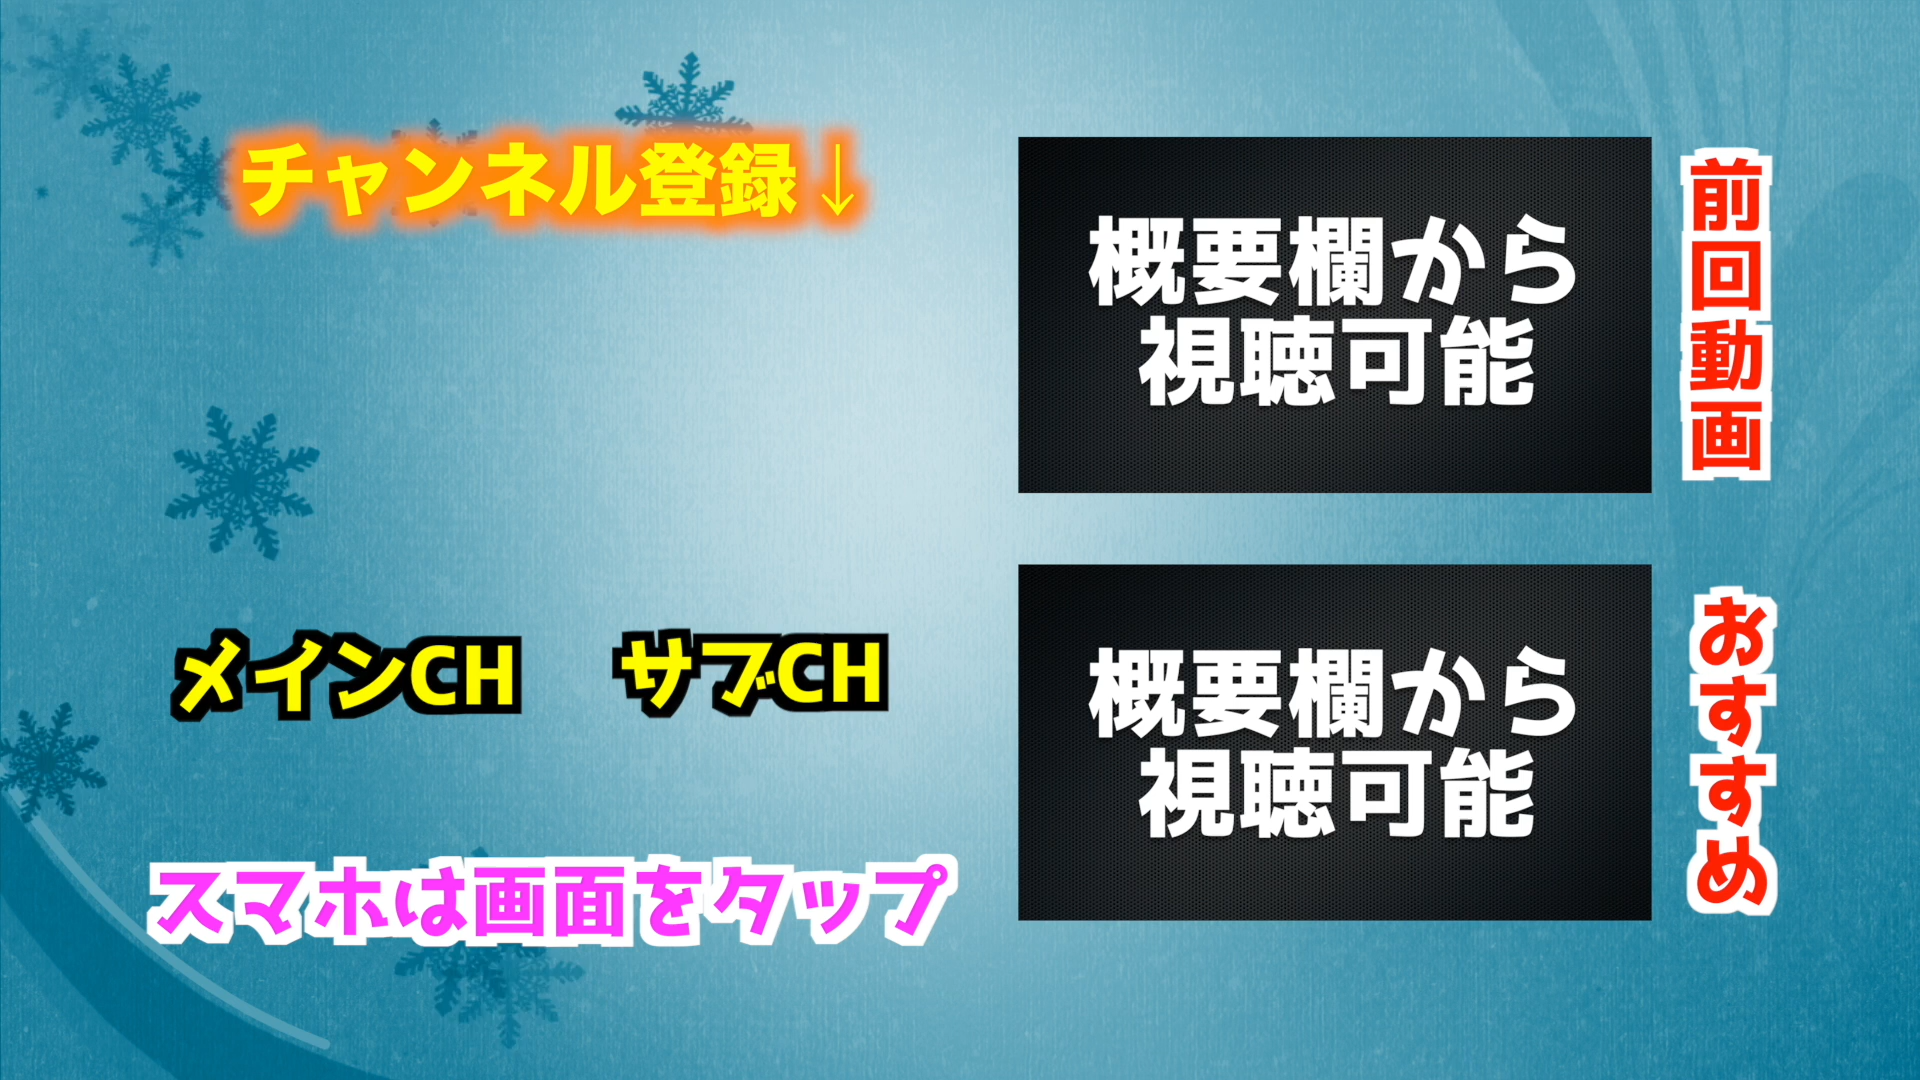 チャンネル登録↓
メインCH
サブCH
スマホは画面をタップ
概要欄から
視聴可能
前回動画
概要欄から
視聴可能
おすすめ